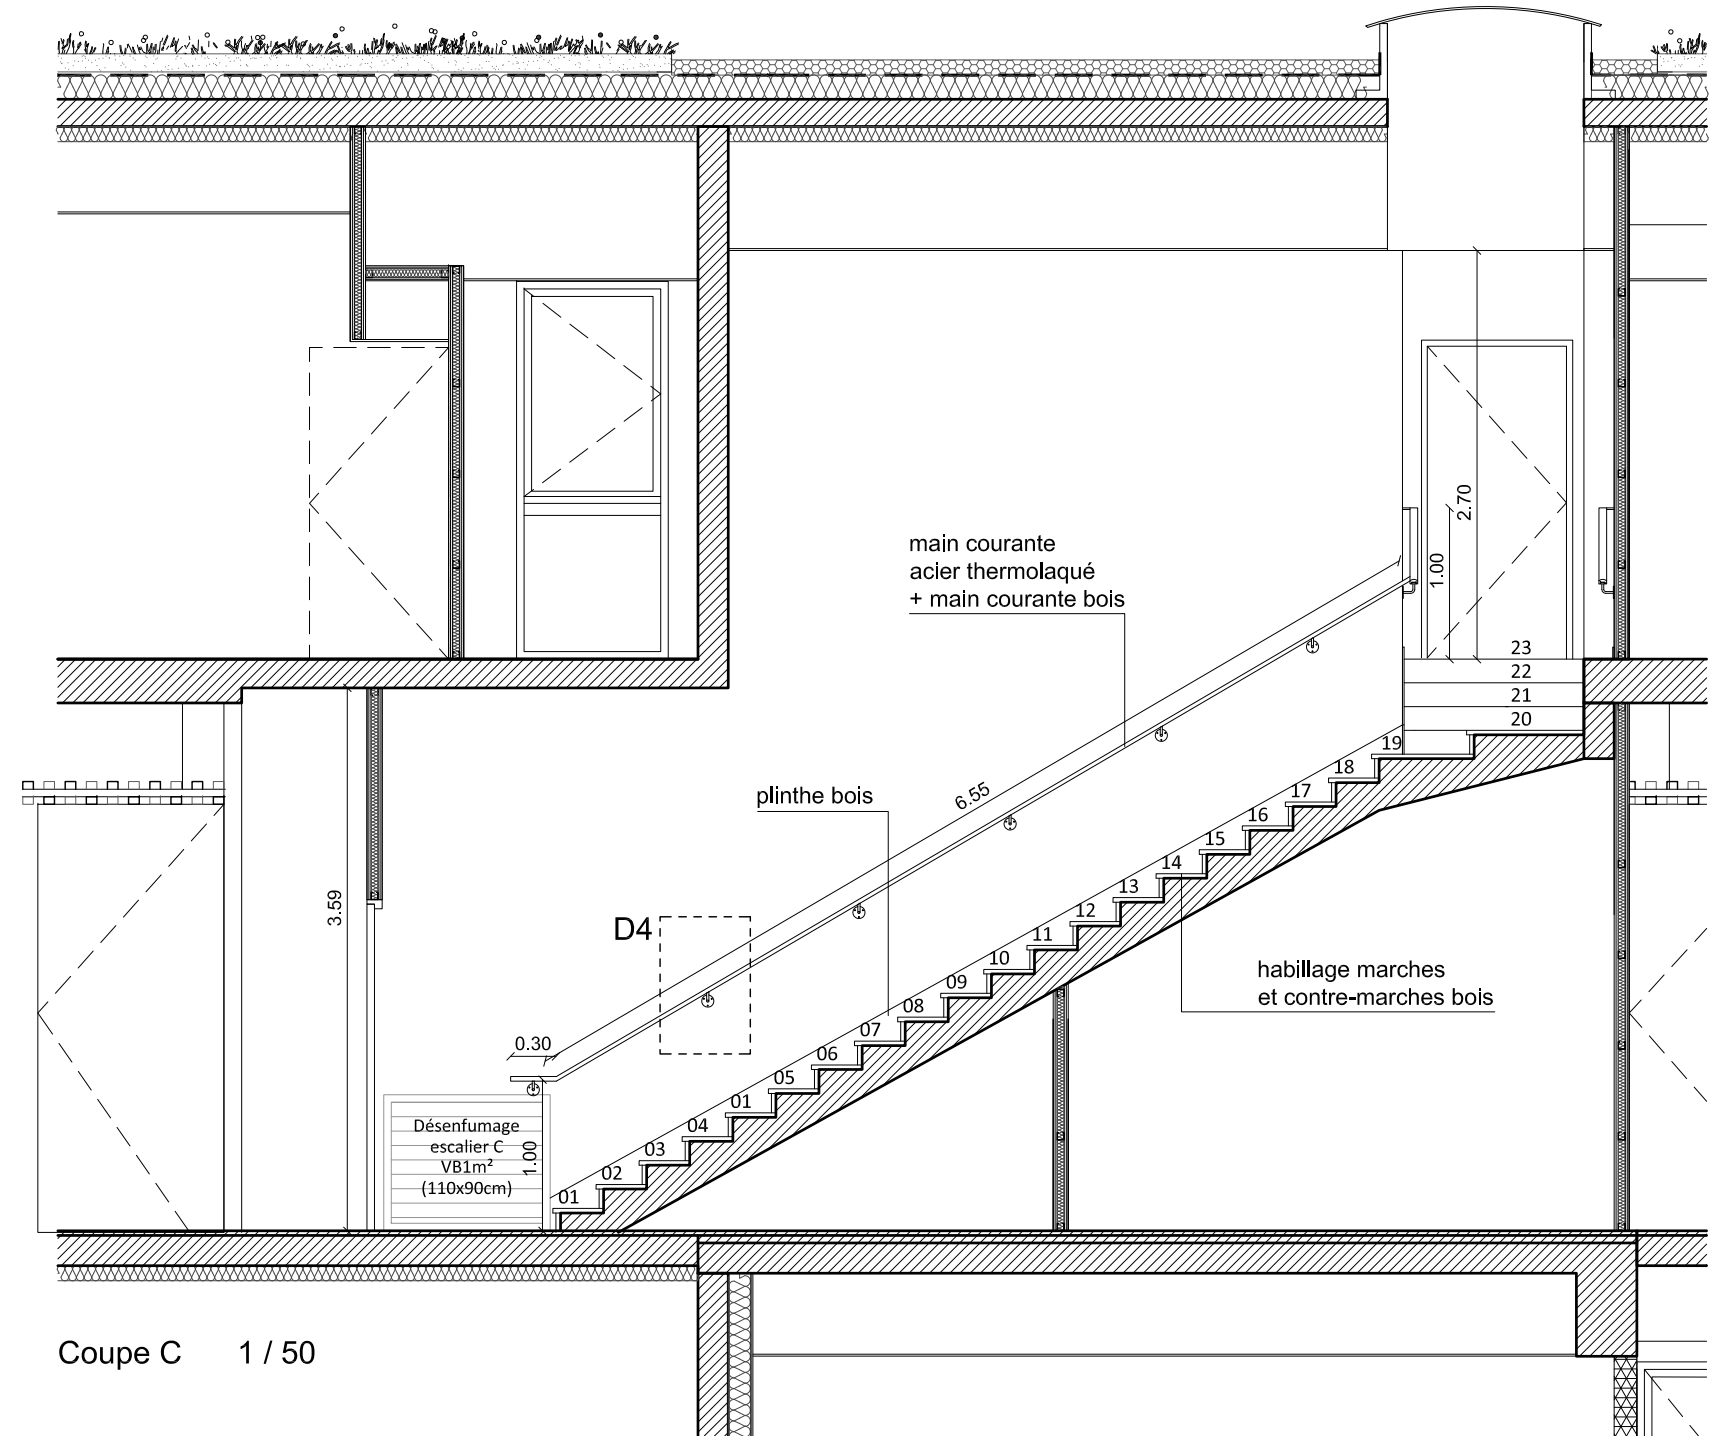 main courante
acier thermolaqué
+ main courante bois
2.70
1.00
23
22
21
20
19
18
17
16
15
14
13
12
11
10
09
08
07
06
05
01
04
03
02
01
plinthe bois
6.55
3.59
D4
habillage marches
et contre-marches bois
0.30
Désenfumage
escalier C
VB1m²
(110x90cm)
1.00
Coupe C 1 / 50